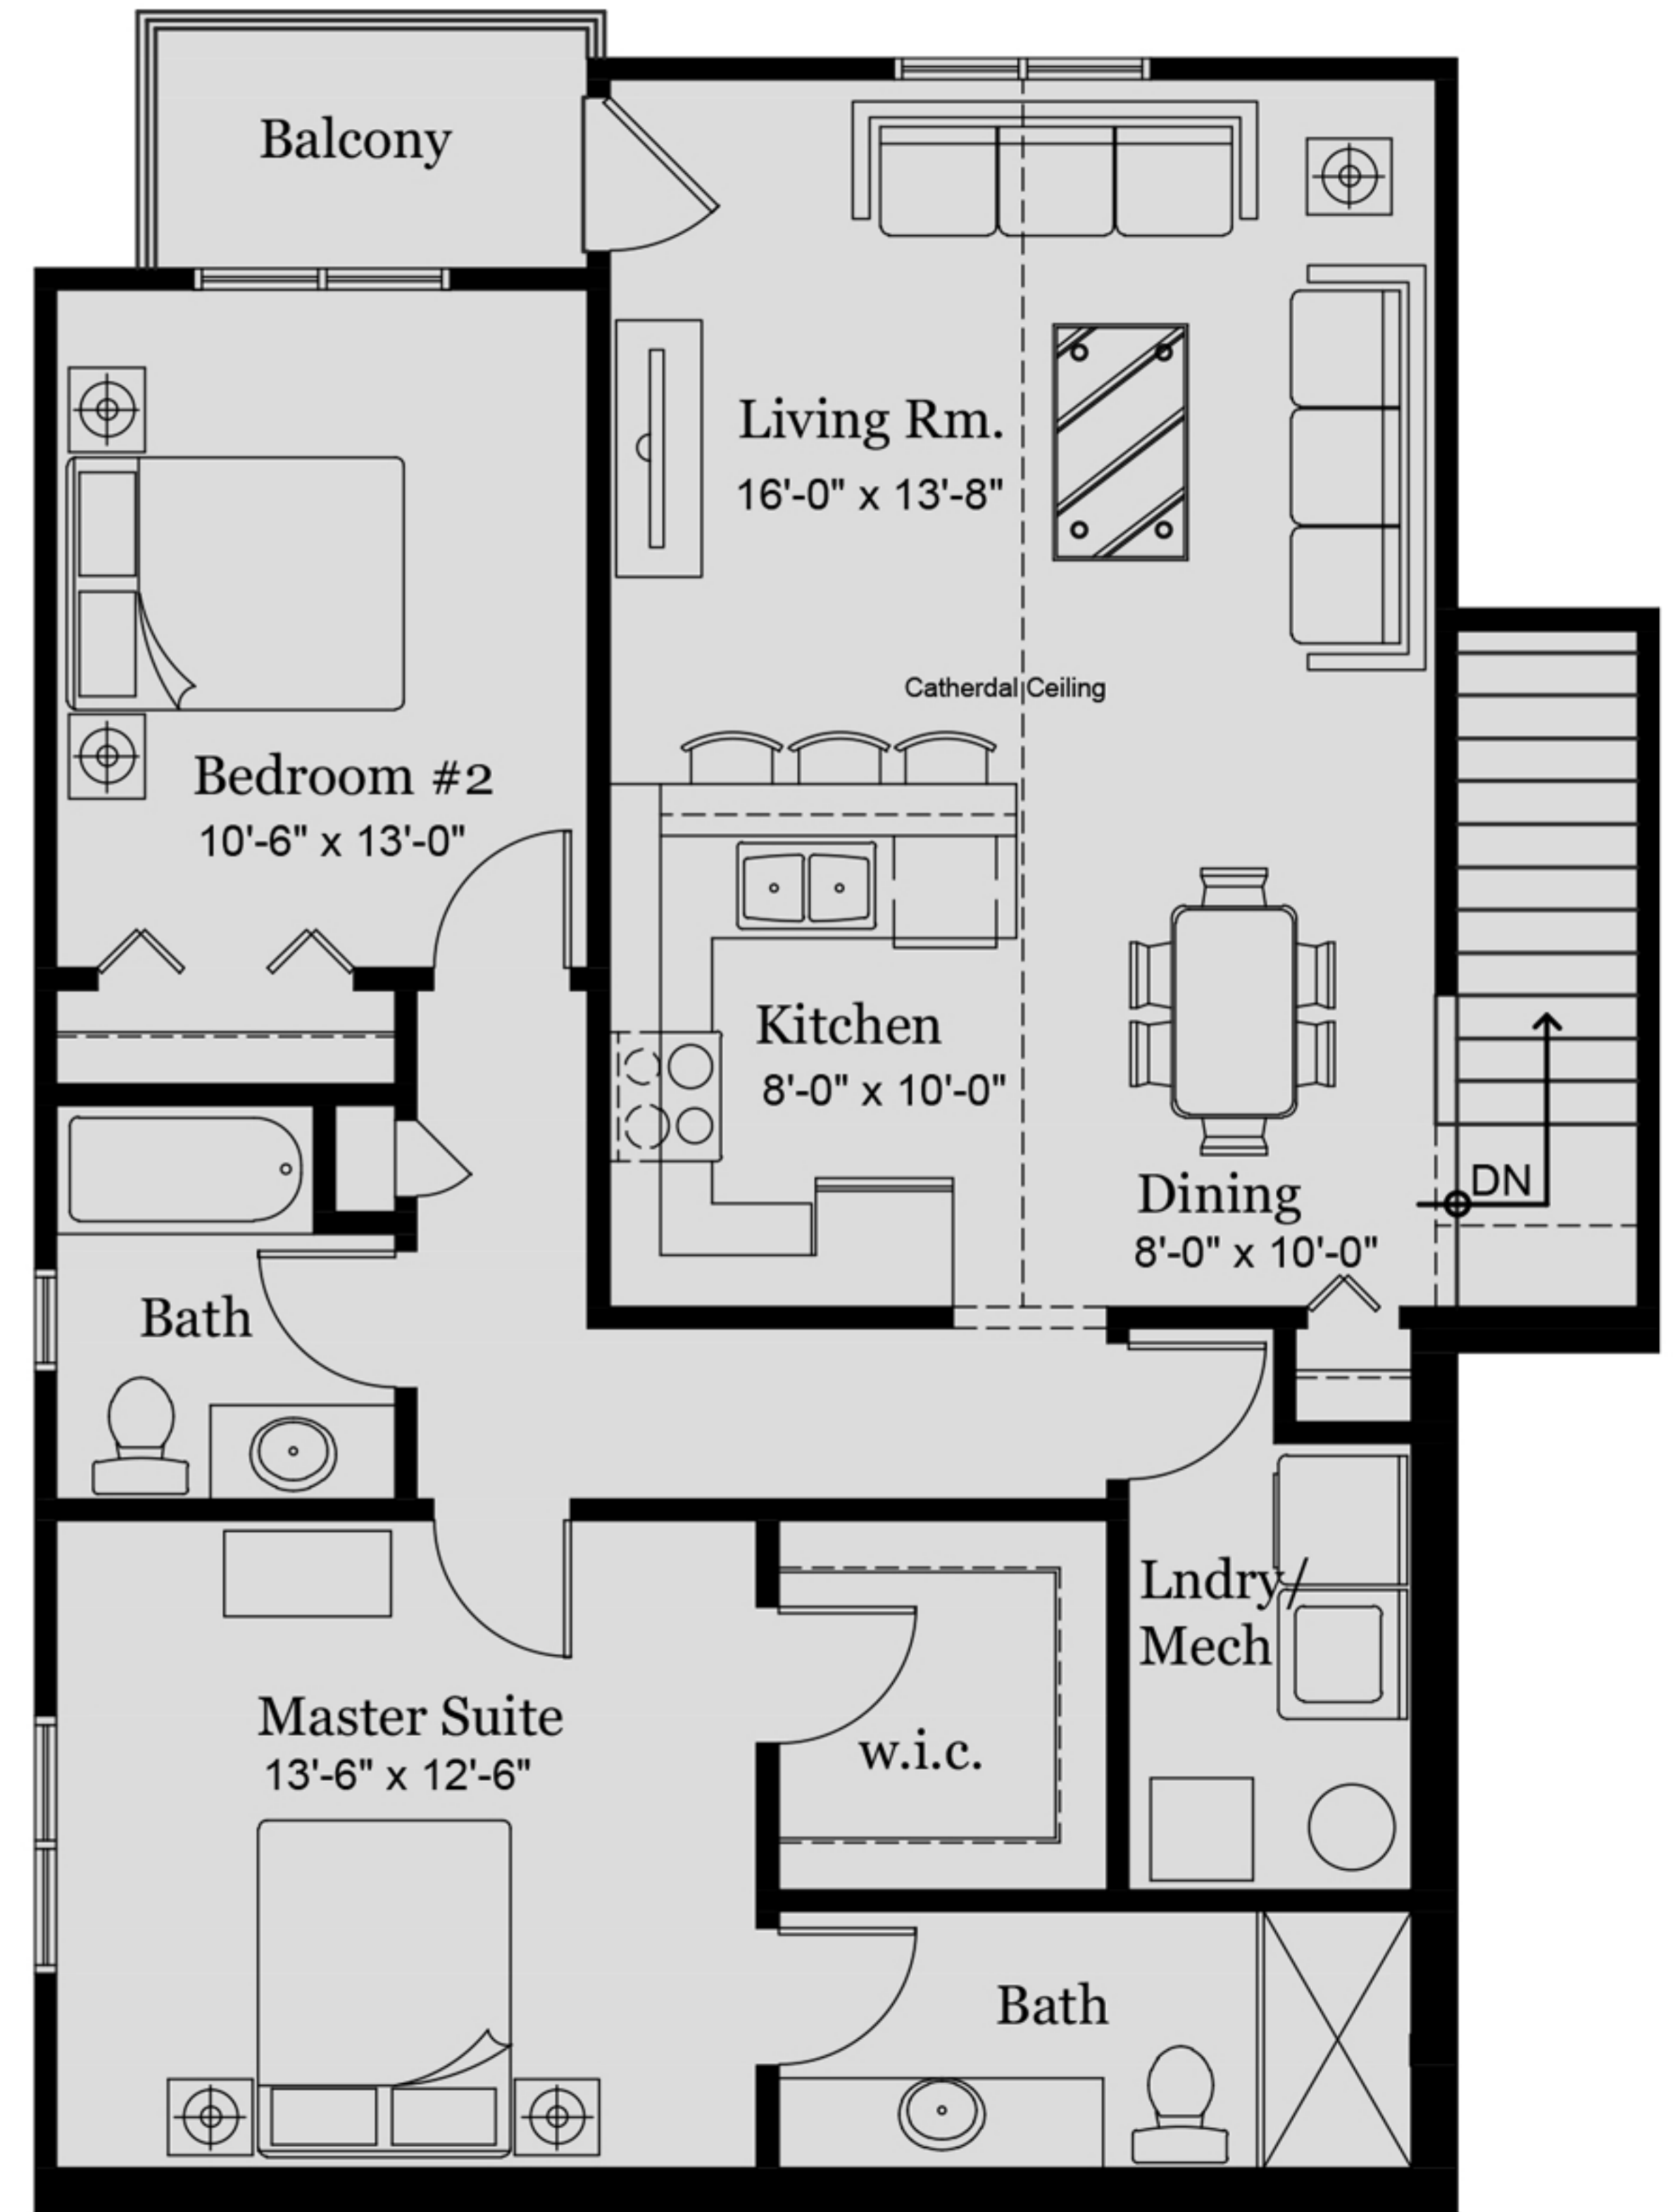 Balcony
Living Rm.
16'-0" x 13'-8"
Catherdal Ceiling
Bedroom #2
10'-6" x 13'-0"
Kitchen
8'-0" x 10'-0"
Dining
8'-0" x 10'-0"
DN
Bath
Lndry/
Mech
Master Suite
13'-6" x 12'-6"
w.i.c.
Bath